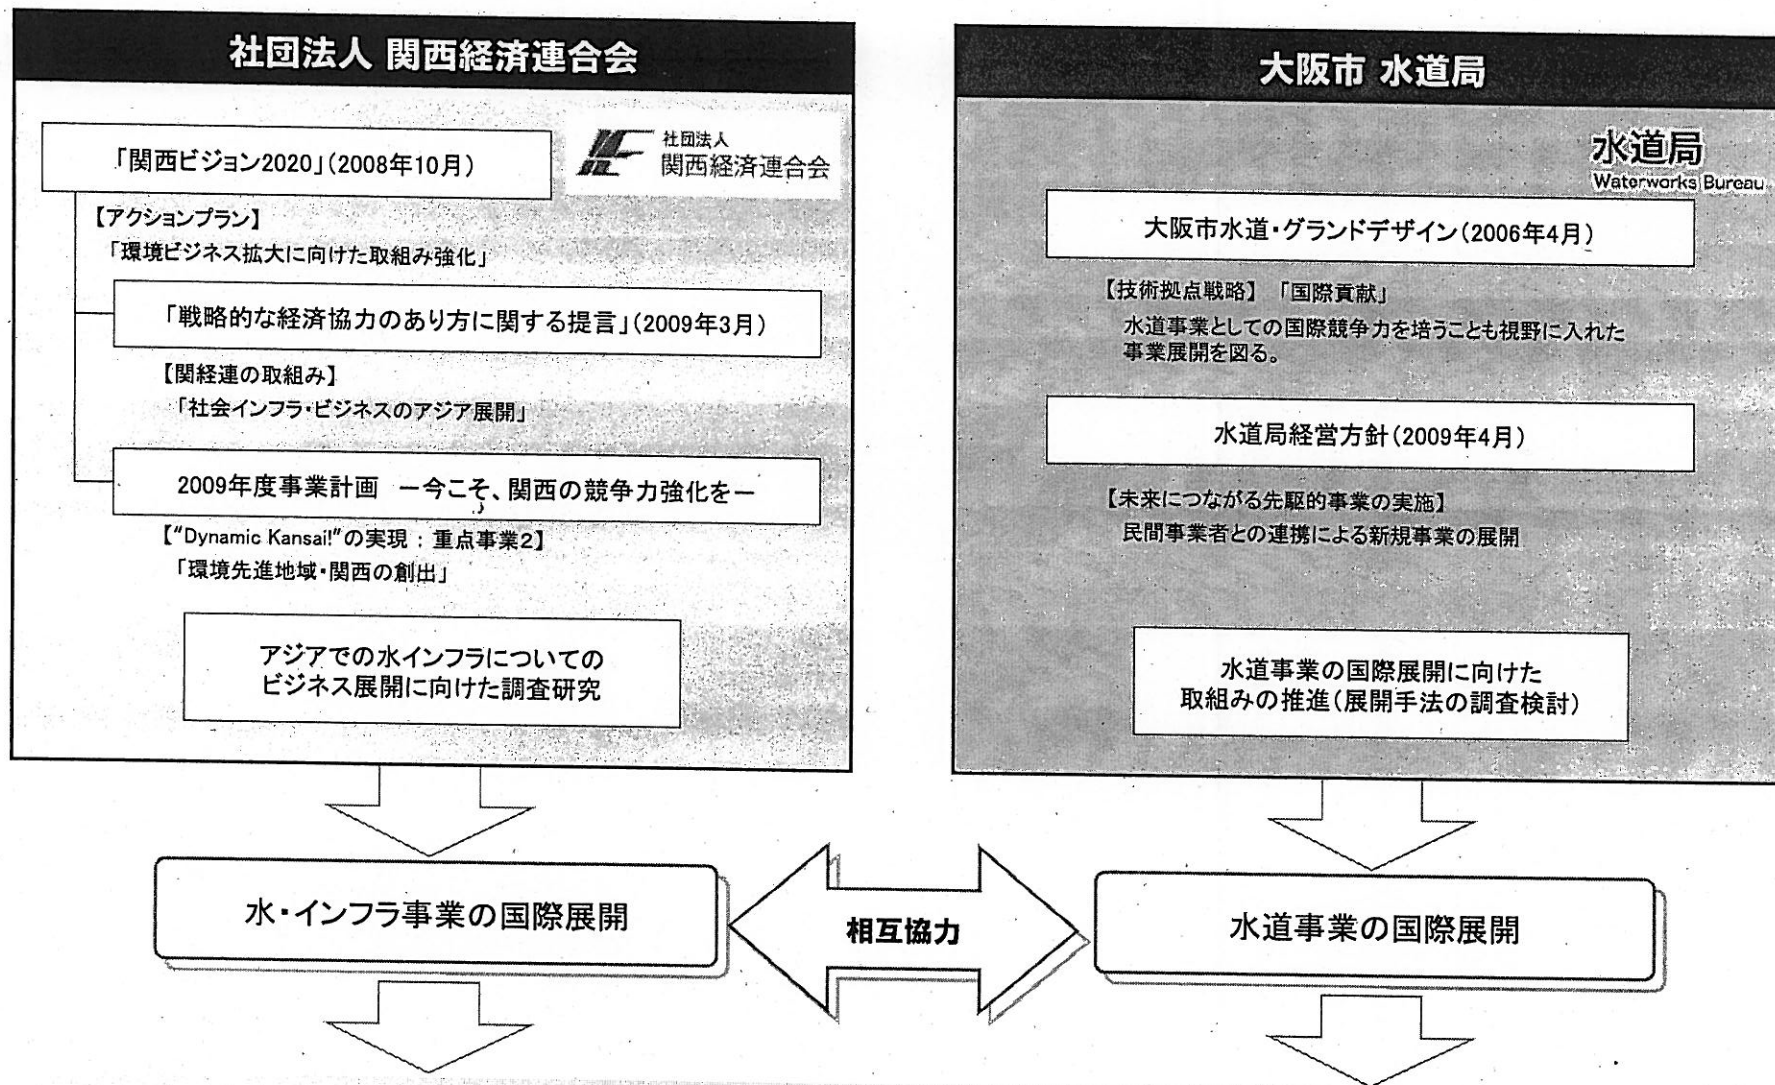 社団法人 関西経済連合会
「関西ビジョン2020」(2008年10月)
社団法人
関西経済連合会
【アクションプラン】
「環境ビジネス拡大に向けた取組み強化」
「戦略的な経済協力のあり方に関する提言」(2009年3月)
【関経連の取組み】
「社会インフラ・ビジネスのアジア展開」
2009年度事業計画 ー今こそ、関西の競争力強化をー
【“Dynamic Kansai!”の実現：重点事業2】
「環境先進地域・関西の創出」
アジアでの水インフラについての
ビジネス展開に向けた調査研究
大阪市 水道局
水道局
Waterworks Bureau
大阪市水道・グランドデザイン(2006年4月)
【技術拠点戦略】 「国際貢献」
水道事業としての国際競争力を培うことも視野に入れた
事業展開を図る。
水道局経営方針(2009年4月)
【未来につながる先駆的事業の実施】
民間事業者との連携による新規事業の展開
水道事業の国際展開に向けた
取組みの推進(展開手法の調査検討)
水・インフラ事業の国際展開
相互協力
水道事業の国際展開